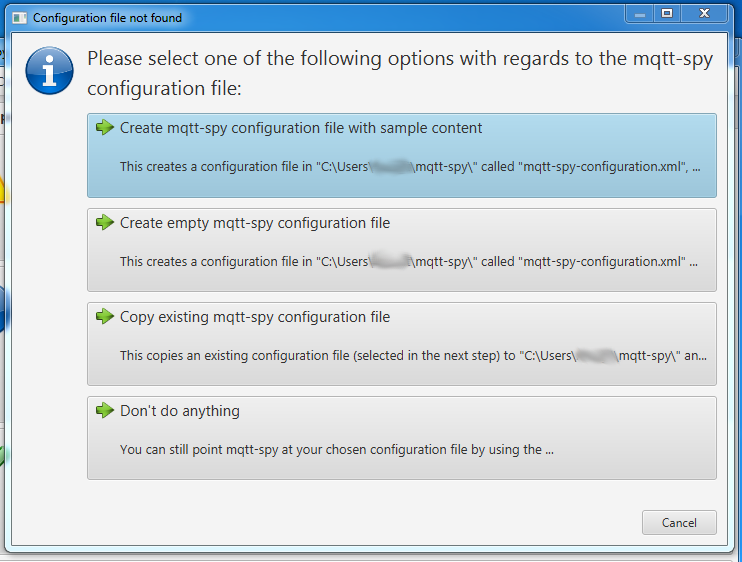 Configuration file not found
Please select one of the following options with regards to the mqtt-spy
configuration file:
Create mqtt-spy configuration file with sample content
This creates a configuration file in "C:\Users\ \mqtt-spy\" called "mqtt-spy-configuration.xml", ...
Create empty mqtt-spy configuration file
This creates a configuration file in "C:\Users\ \mqtt-spy\" called "mqtt-spy-configuration.xml" ...
Copy existing mqtt-spy configuration file
This copies an existing configuration file (selected in the next step) to "C:\Users\ \mqtt-spy\" an...
Don't do anything
You can still point mqtt-spy at your chosen configuration file by using the ...
Cancel